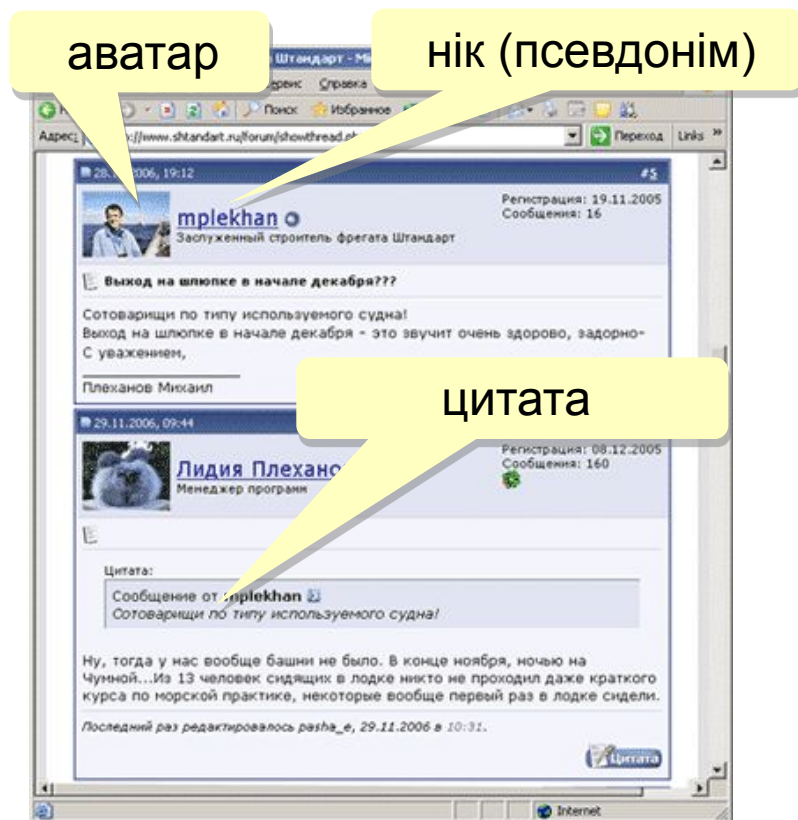 аватар
нік (псевдонім)
Штандарт - Mi
Справка
Поиск Избранное
Адрес: //www.shtandart.ru/forum/showthread.ph Переход Links »
28. 2006, 19:12 #5
mplekhan
Заслуженный строитель фрегата Штандарт
Регистрация: 19.11.2005
Сообщения: 16
Выход на шлюпке в начале декабря???
Сотоварищи по типу используемого судна!
Выход на шлюпке в начале декабря - это звучит очень здорово, задорно-
С уважением,
Плеханов Михаил
цитата
29.11.2006, 09:44
Лидия Плехано
Менеджер программ
Регистрация: 08.12.2005
Сообщения: 160
Цитата:
Сообщение от mplekhan
Сотоварищи по типу используемого судна!
Ну, тогда у нас вообще башни не было. В конце ноября, ночью на
Чумной...Из 13 человек сидящих в лодке никто не проходил даже краткого
курса по морской практике, некоторые вообще первый раз в лодке сидели.
Последний раз редактировалось pasha_e, 29.11.2006 в 10:31.
Цитата
Internet